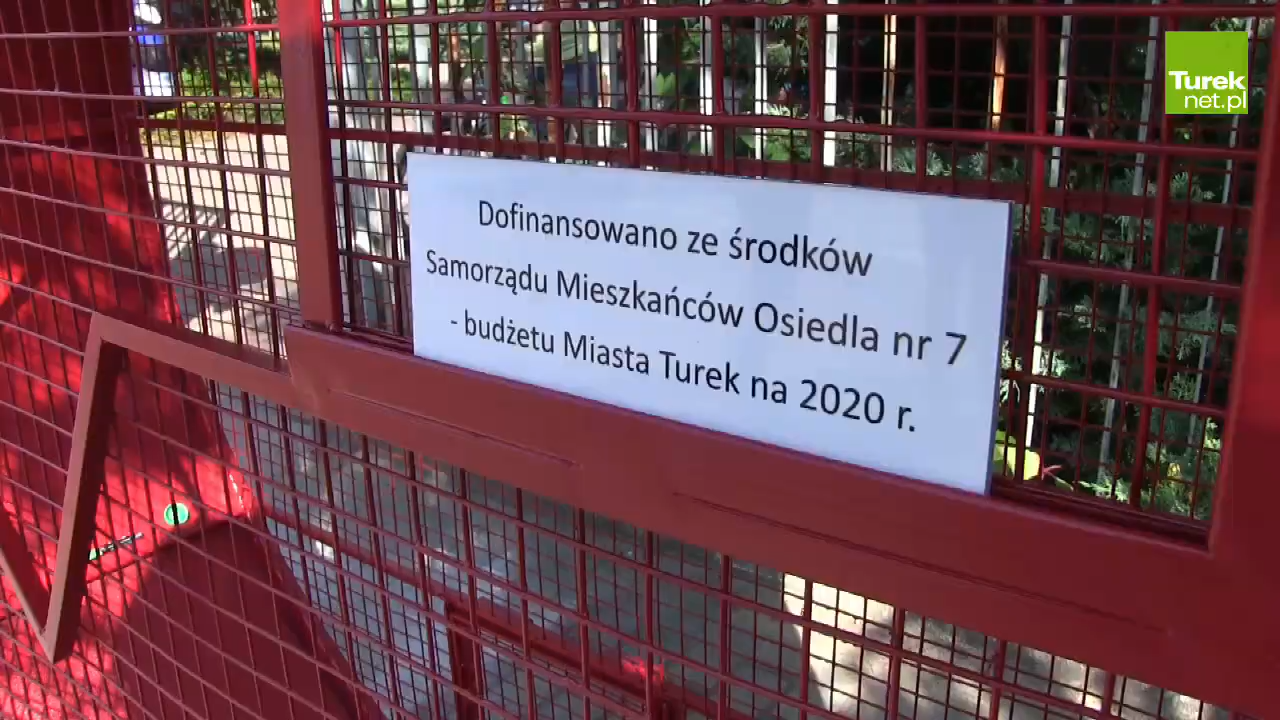 Turek
net.pl
Dofinansowano ze środków
Samorządu Mieszkańców Osiedla nr 7
- budżetu Miasta Turek na 2020 r.